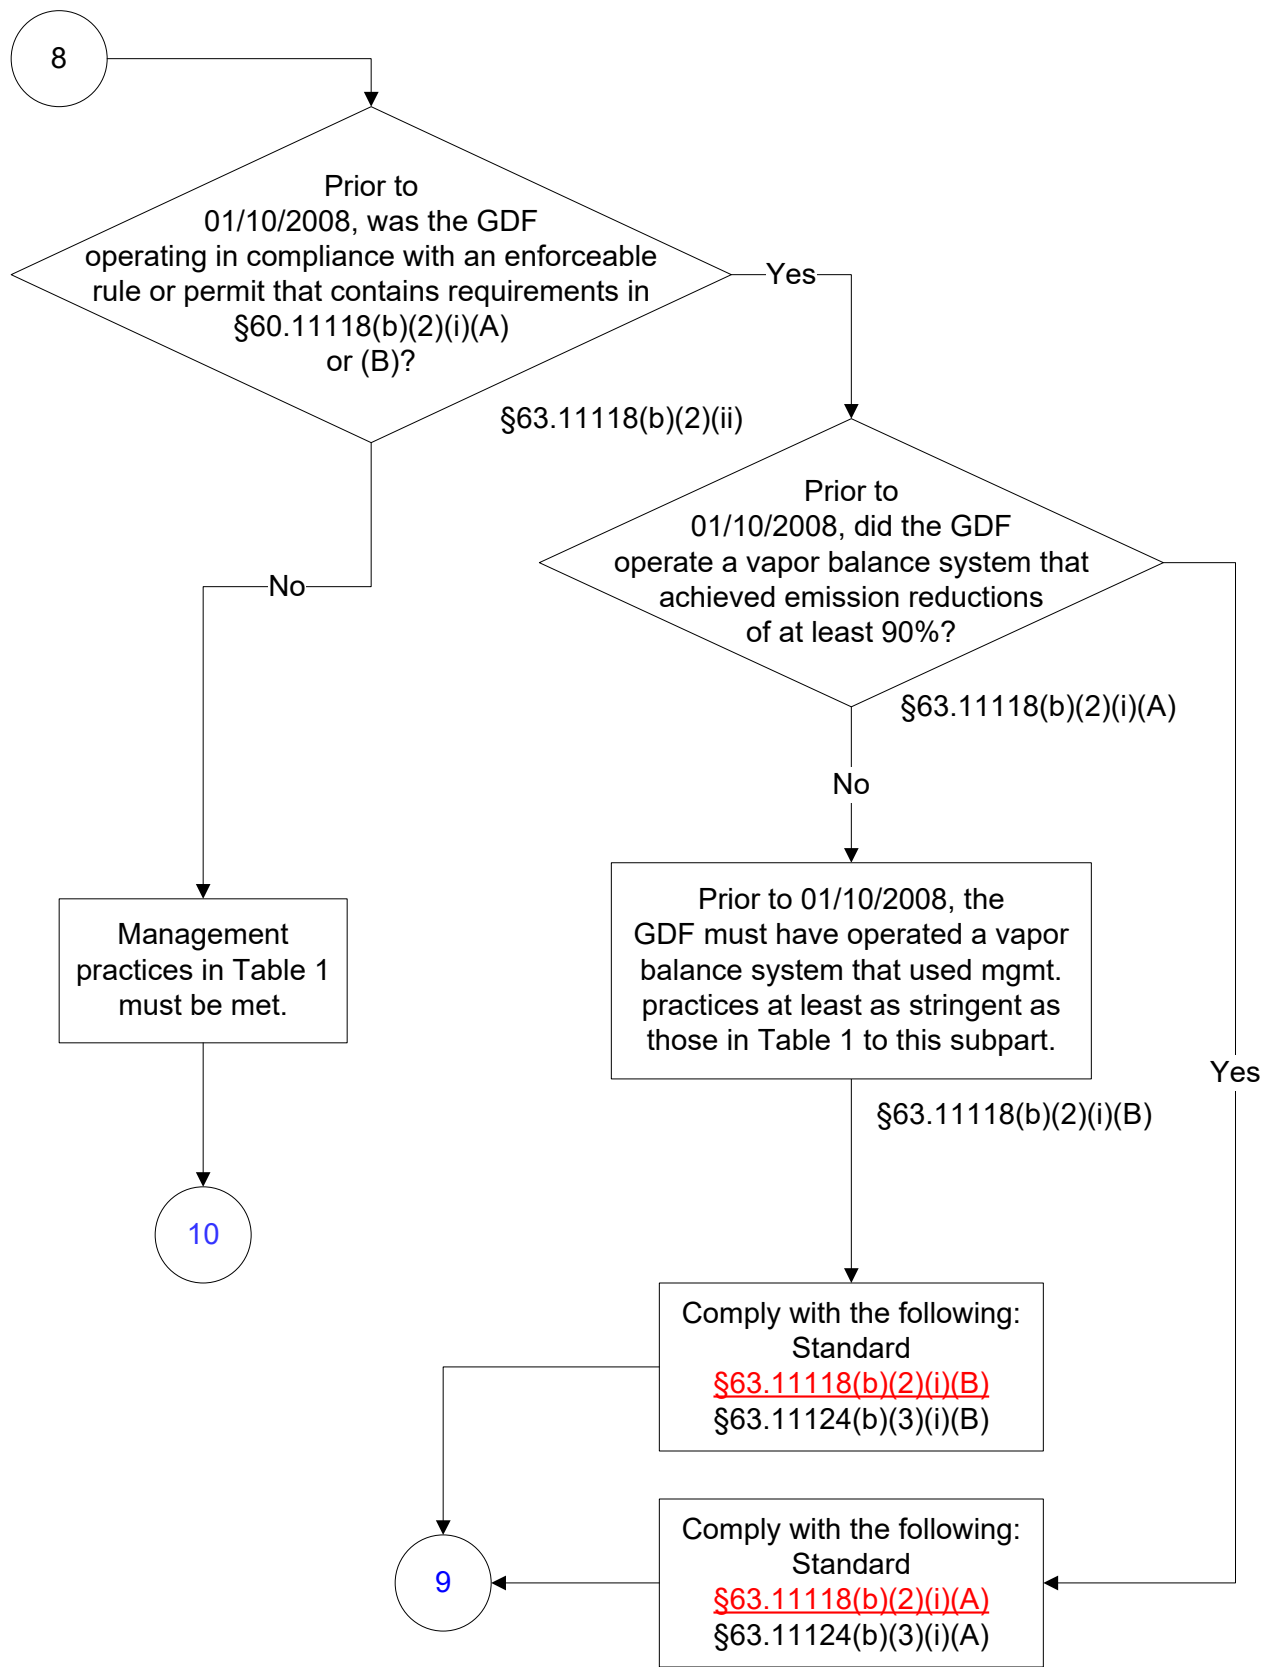 8
Prior to
01/10/2008, was the GDF
operating in compliance with an enforceable
rule or permit that contains requirements in
§60.11118(b)(2)(i)(A)
or (B)?
Yes
§63.11118(b)(2)(ii)
Prior to
01/10/2008, did the GDF
operate a vapor balance system that
achieved emission reductions
of at least 90%?
No
§63.11118(b)(2)(i)(A)
No
Prior to 01/10/2008, the
GDF must have operated a vapor
balance system that used mgmt.
practices at least as stringent as
those in Table 1 to this subpart.
Management
practices in Table 1
must be met.
Yes
§63.11118(b)(2)(i)(B)
10
Comply with the following:
Standard
§63.11118(b)(2)(i)(B)
§63.11124(b)(3)(i)(B)
Comply with the following:
Standard
§63.11118(b)(2)(i)(A)
§63.11124(b)(3)(i)(A)
9